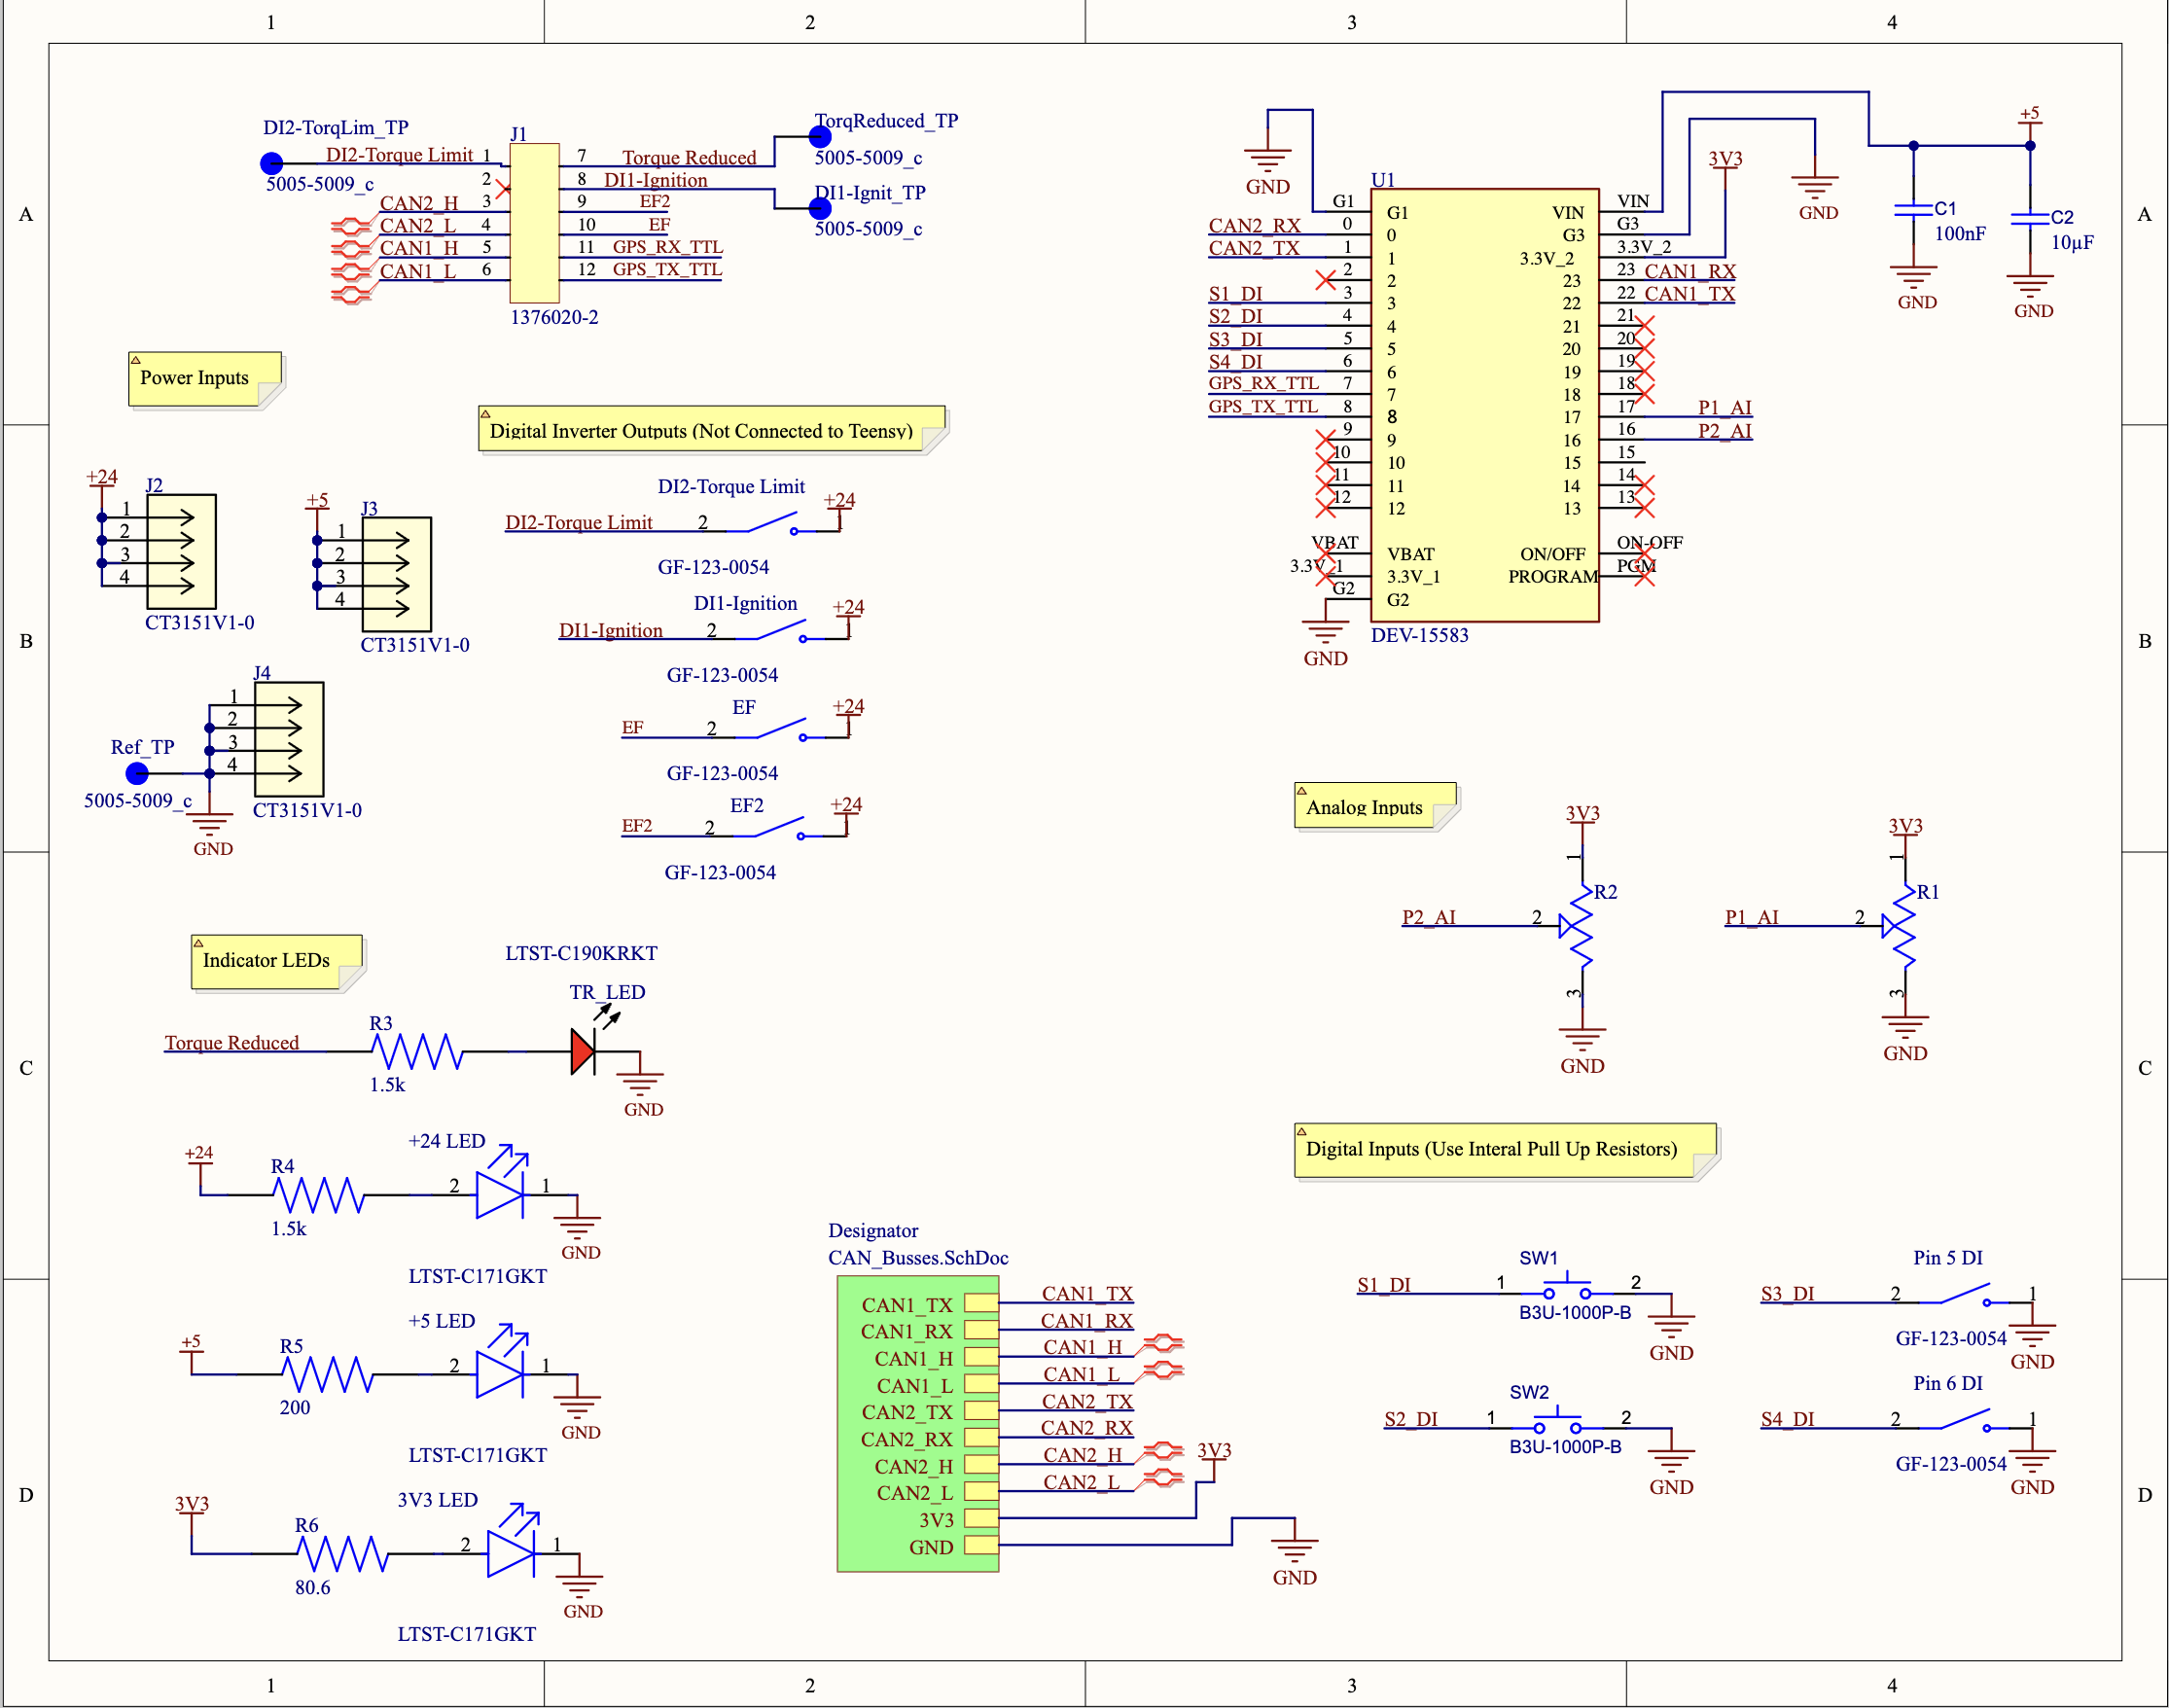 1
2
3
4
A
A
DI2-TorqLim_TP
5005-5009_c
DI2-Torque Limit
1
2
CAN2_H
3
CAN2_L
4
CAN1_H
5
CAN1_L
6
J1
1376020-2
7
Torque Reduced
8
DI1-Ignition
9
EF2
10
EF
11
GPS_RX_TTL
12
GPS_TX_TTL
TorqReduced_TP
5005-5009_c
DI1-Ignit_TP
5005-5009_c
GND
U1
G1
G1
CAN2_RX
0
0
CAN2_TX
1
1
2
2
S1_DI
3
3
S2_DI
4
4
S3_DI
5
5
S4_DI
6
6
GPS_RX_TTL
7
7
GPS_TX_TTL
8
8
9
9
10
10
11
11
12
12
VBAT
VBAT
3.3V_1
3.3V_1
G2
G2
GND
DEV-15583
VIN
VIN
G3
G3
3.3V_2
3.3V_2
23
23
CAN1_RX
22
22
CAN1_TX
21
21
20
20
19
19
18
18
17
17
P1_AI
16
16
P2_AI
15
15
14
14
13
13
ON/OFF
ON-OFF
PROGRAM
PGM
3V3
GND
+5
C1
100nF
GND
C2
10µF
GND
Power Inputs
Digital Inverter Outputs (Not Connected to Teensy)
B
B
+24
J2
1
2
3
4
CT3151V1-0
+5
J3
1
2
3
4
CT3151V1-0
J4
1
2
3
4
CT3151V1-0
Ref_TP
5005-5009_c
GND
DI2-Torque Limit
DI2-Torque Limit
2
+24
1
GF-123-0054
DI1-Ignition
DI1-Ignition
2
+24
1
GF-123-0054
EF
EF
2
+24
1
GF-123-0054
EF2
EF2
2
+24
1
GF-123-0054
Analog Inputs
3V3
1
R2
P2_AI
2
3
GND
3V3
1
R1
P1_AI
2
3
GND
C
C
Indicator LEDs
LTST-C190KRKT
TR_LED
Torque Reduced
R3
1.5k
GND
+24
R4
1.5k
+24 LED
2
1
GND
LTST-C171GKT
+5
R5
200
+5 LED
2
1
GND
LTST-C171GKT
3V3
R6
80.6
3V3 LED
2
1
GND
LTST-C171GKT
Designator
CAN_Busses.SchDoc
CAN1_TX
CAN1_TX
CAN1_RX
CAN1_RX
CAN1_H
CAN1_H
CAN1_L
CAN1_L
CAN2_TX
CAN2_TX
CAN2_RX
CAN2_RX
CAN2_H
CAN2_H
CAN2_L
CAN2_L
3V3
3V3
GND
GND
Digital Inputs (Use Interal Pull Up Resistors)
SW1
S1_DI
1
2
B3U-1000P-B
GND
SW2
S2_DI
1
2
B3U-1000P-B
GND
Pin 5 DI
S3_DI
2
1
GF-123-0054
GND
Pin 6 DI
S4_DI
2
1
GF-123-0054
GND
D
D
1
2
3
4